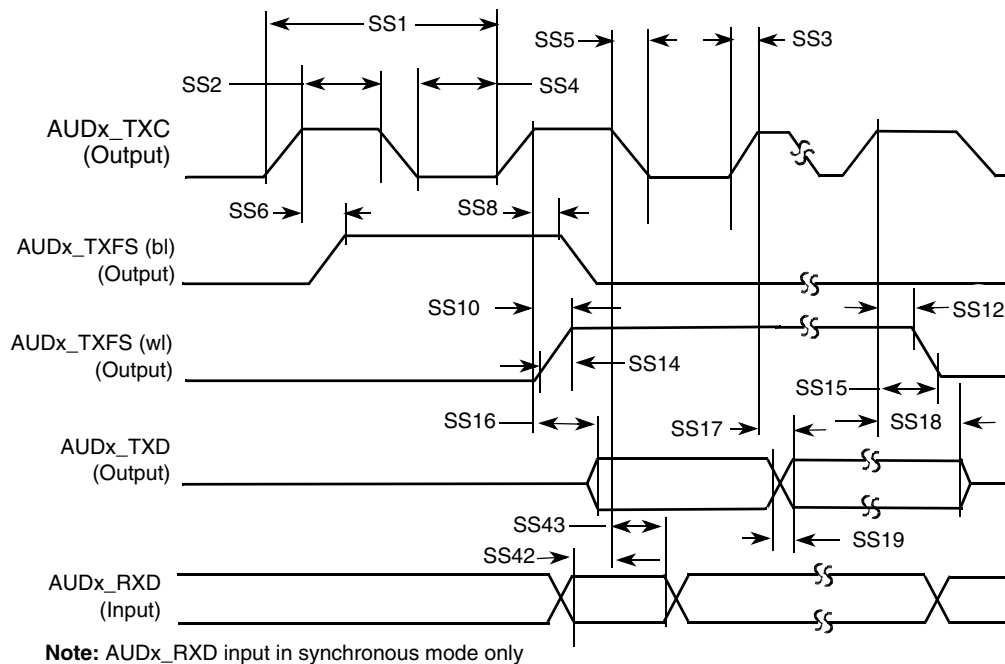 SS1
SS5
SS3
SS2
SS4
AUDx_TXC
(Output)
SS6
SS8
AUDx_TXFS (bl)
(Output)
SS10
SS12
AUDx_TXFS (wl)
(Output)
SS14
SS15
SS16
SS17
SS18
AUDx_TXD
(Output)
SS43
SS19
SS42
AUDx_RXD
(Input)
Note: AUDx_RXD input in synchronous mode only